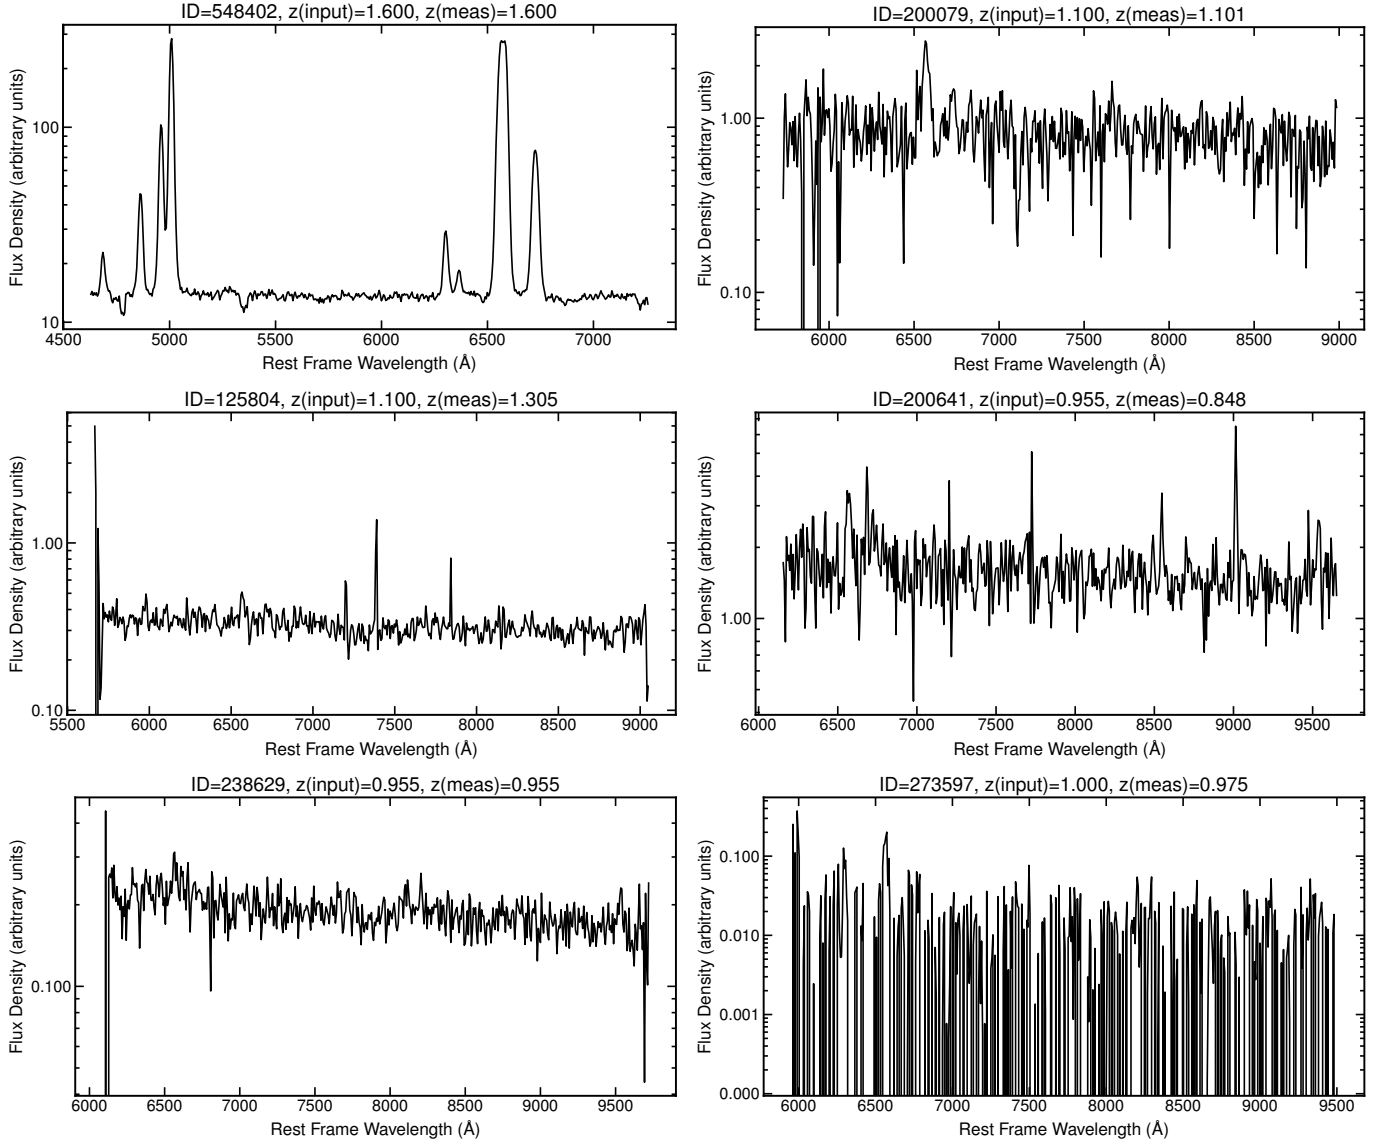 ID=548402, z(input)=1.600, z(meas)=1.600
Flux Density (arbitrary units)
100
10
4500 5000 5500 6000 6500 7000
Rest Frame Wavelength (Å)
ID=200079, z(input)=1.100, z(meas)=1.101
Flux Density (arbitrary units)
1.00
0.10
6000 6500 7000 7500 8000 8500 9000
Rest Frame Wavelength (Å)
ID=125804, z(input)=1.100, z(meas)=1.305
Flux Density (arbitrary units)
1.00
0.10
5500 6000 6500 7000 7500 8000 8500 9000
Rest Frame Wavelength (Å)
ID=200641, z(input)=0.955, z(meas)=0.848
Flux Density (arbitrary units)
1.00
6000 6500 7000 7500 8000 8500 9000 9500
Rest Frame Wavelength (Å)
ID=238629, z(input)=0.955, z(meas)=0.955
Flux Density (arbitrary units)
0.100
6000 6500 7000 7500 8000 8500 9000 9500
Rest Frame Wavelength (Å)
ID=273597, z(input)=1.000, z(meas)=0.975
Flux Density (arbitrary units)
0.100
0.010
0.001
0.000
6000 6500 7000 7500 8000 8500 9000 9500
Rest Frame Wavelength (Å)